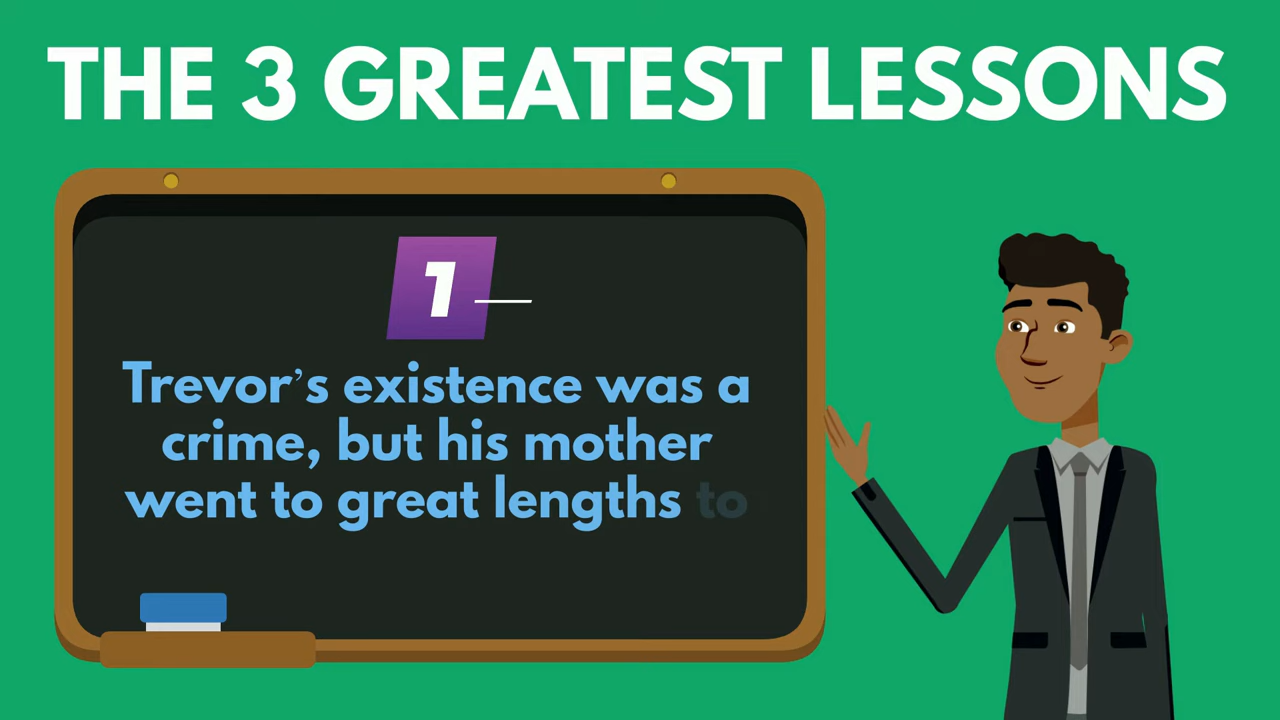 THE 3 GREATEST LESSONS
1
Trevor’s existence was a
crime, but his mother
went to great lengths to